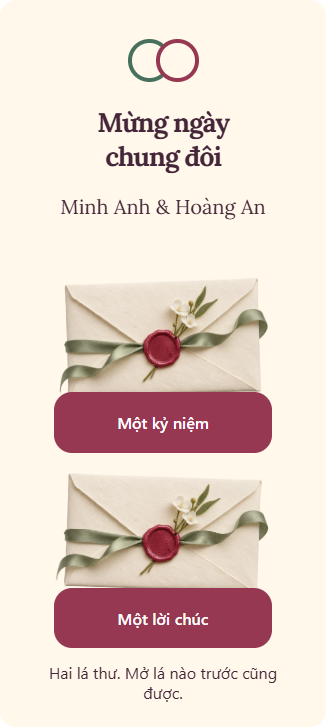 Mừng ngày
chung đôi
Minh Anh & Hoàng An
Một kỷ niệm
Một lời chúc
Hai lá thư. Mở lá nào trước cũng
được.